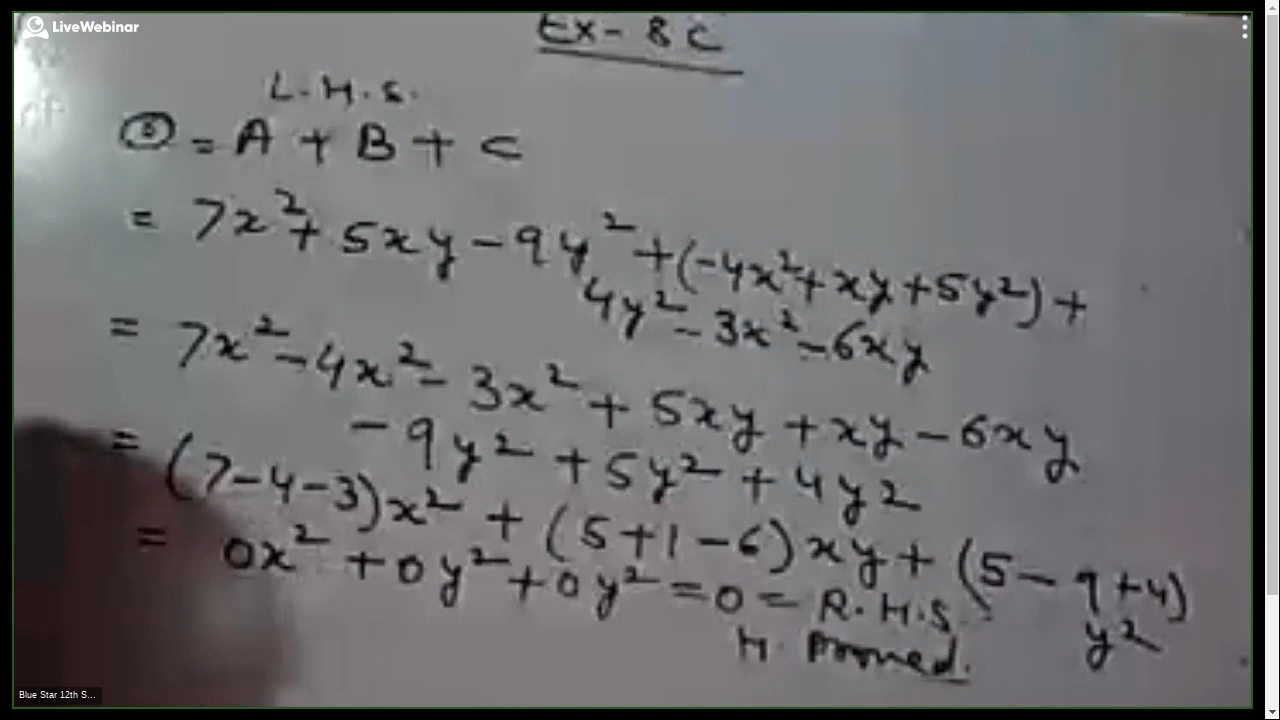 LiveWebinar
Ex-8C
L.H.S.
= A + B + C
= 7x²+ 5xy - 9y² +(-4x²+xy+5y²) +
4y² - 3x² - 6xy
= 7x² - 4x² - 3x² + 5xy + xy - 6xy
- 9y² + 5y² + 4y²
= (7-4-3)x² + (5+1-6)xy + (5-9+4)
y²
= 0x² + 0y² + 0y² = 0 = R.H.S
H. Proved.
Blue Star 12th S...